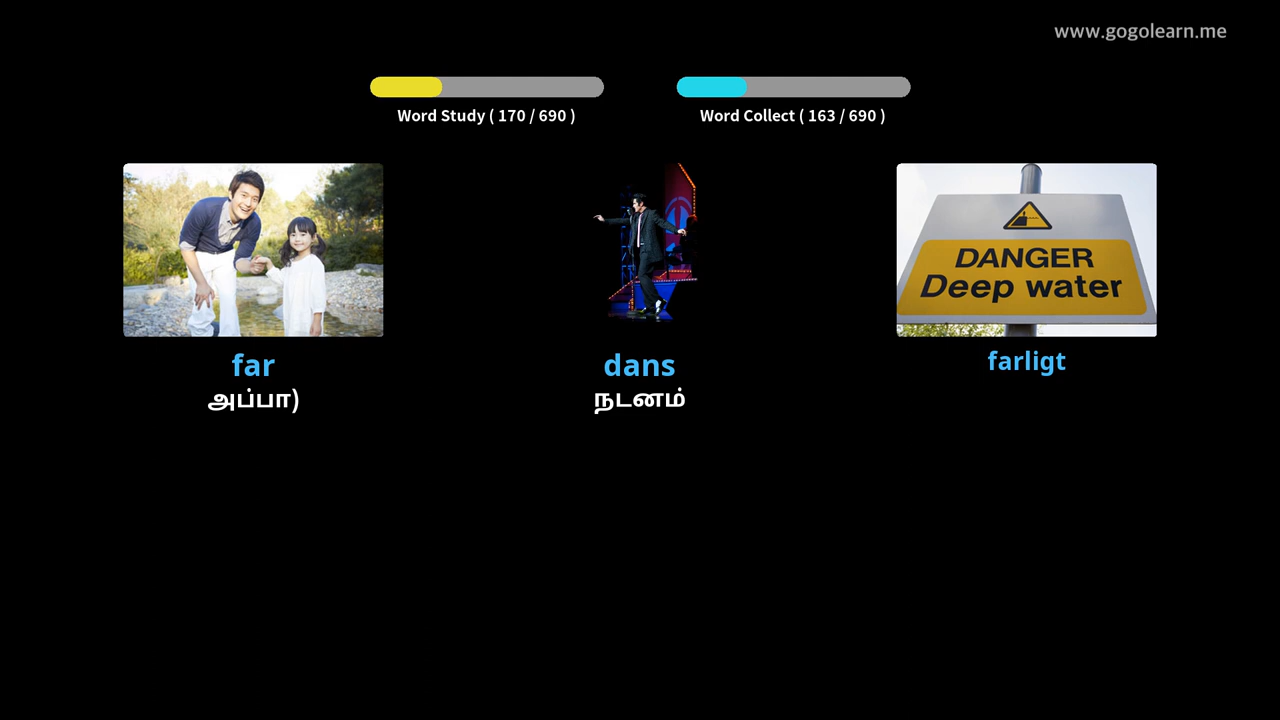 www.gogolearn.me
Word Study ( 170 / 690 )
Word Collect ( 163 / 690 )
DANGER
Deep water
far
அப்பா)
dans
நடனம்
farligt